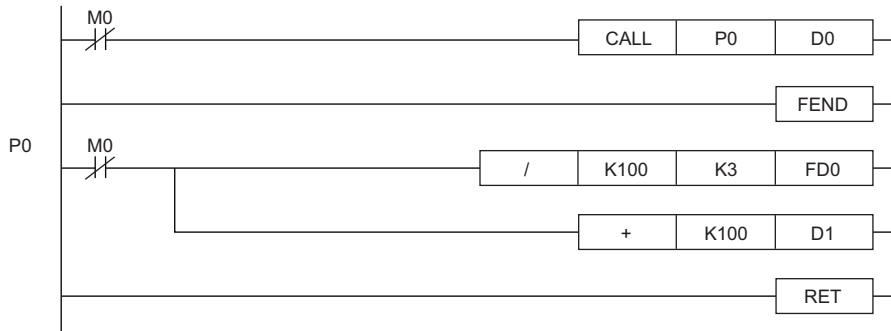 M0
CALL P0 D0
FEND
P0 M0
/ K100 K3 FD0
+ K100 D1
RET